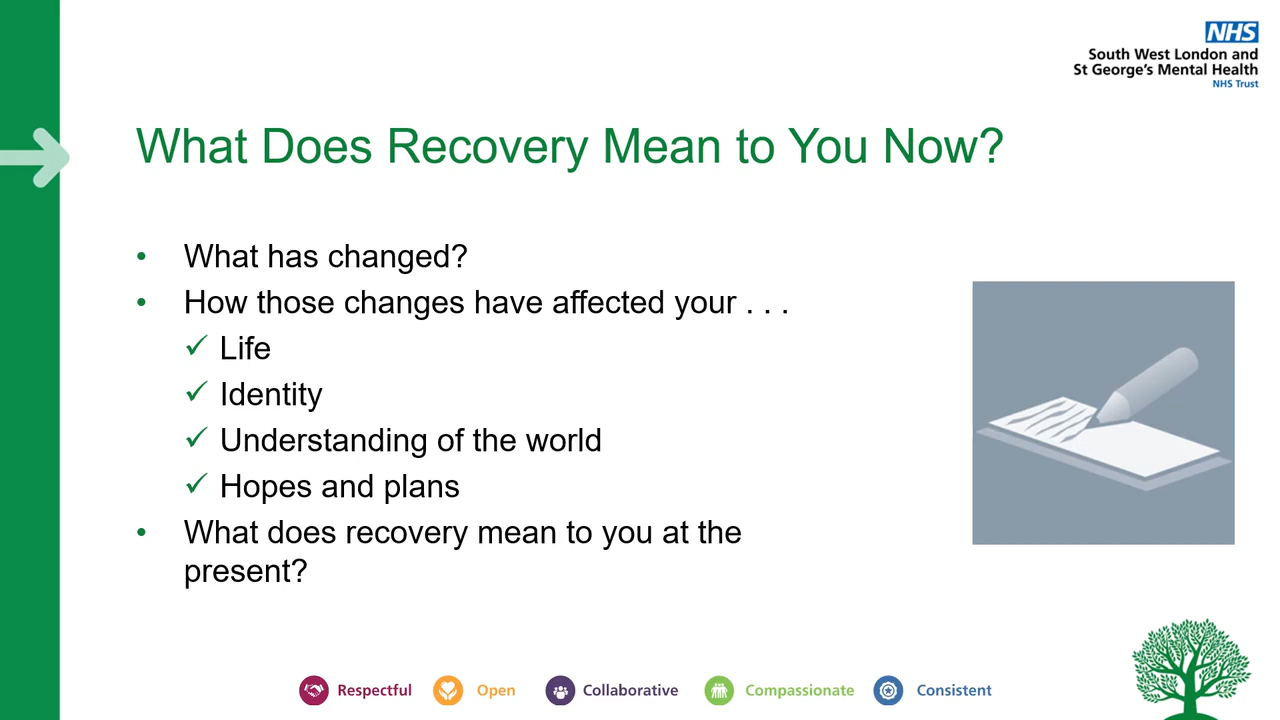 NHS
South West London and
St George's Mental Health
NHS Trust
What Does Recovery Mean to You Now?
• What has changed?
• How those changes have affected your . . .
✓ Life
✓ Identity
✓ Understanding of the world
✓ Hopes and plans
• What does recovery mean to you at the
present?
Respectful Open Collaborative Compassionate Consistent